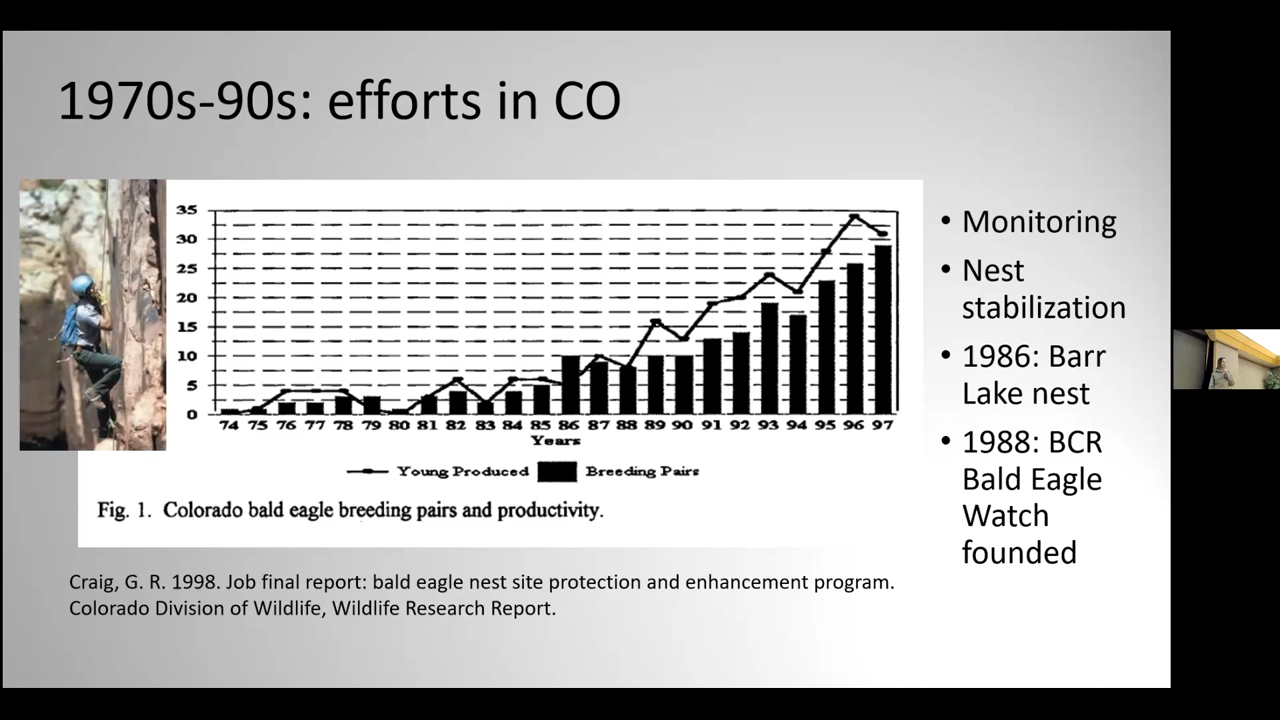 1970s-90s: efforts in CO
35
30
25
20
15
10
5
0
74 75 76 77 78 79 80 81 82 83 84 85 86 87 88 89 90 91 92 93 94 95 96 97
Years
Young Produced Breeding Pairs
Fig. 1. Colorado bald eagle breeding pairs and productivity.
Craig, G. R. 1998. Job final report: bald eagle nest site protection and enhancement program.
Colorado Division of Wildlife, Wildlife Research Report.
• Monitoring
• Nest
stabilization
• 1986: Barr
Lake nest
• 1988: BCR
Bald Eagle
Watch
founded